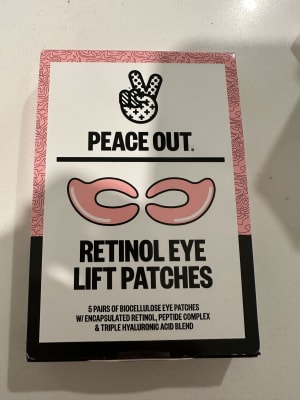 PEACE OUT.
RETINOL EYE
LIFT PATCHES
5 PAIRS OF BIOCELLULOSE EYE PATCHES
W/ ENCAPSULATED RETINOL, PEPTIDE COMPLEX
& TRIPLE HYALURONIC ACID BLEND